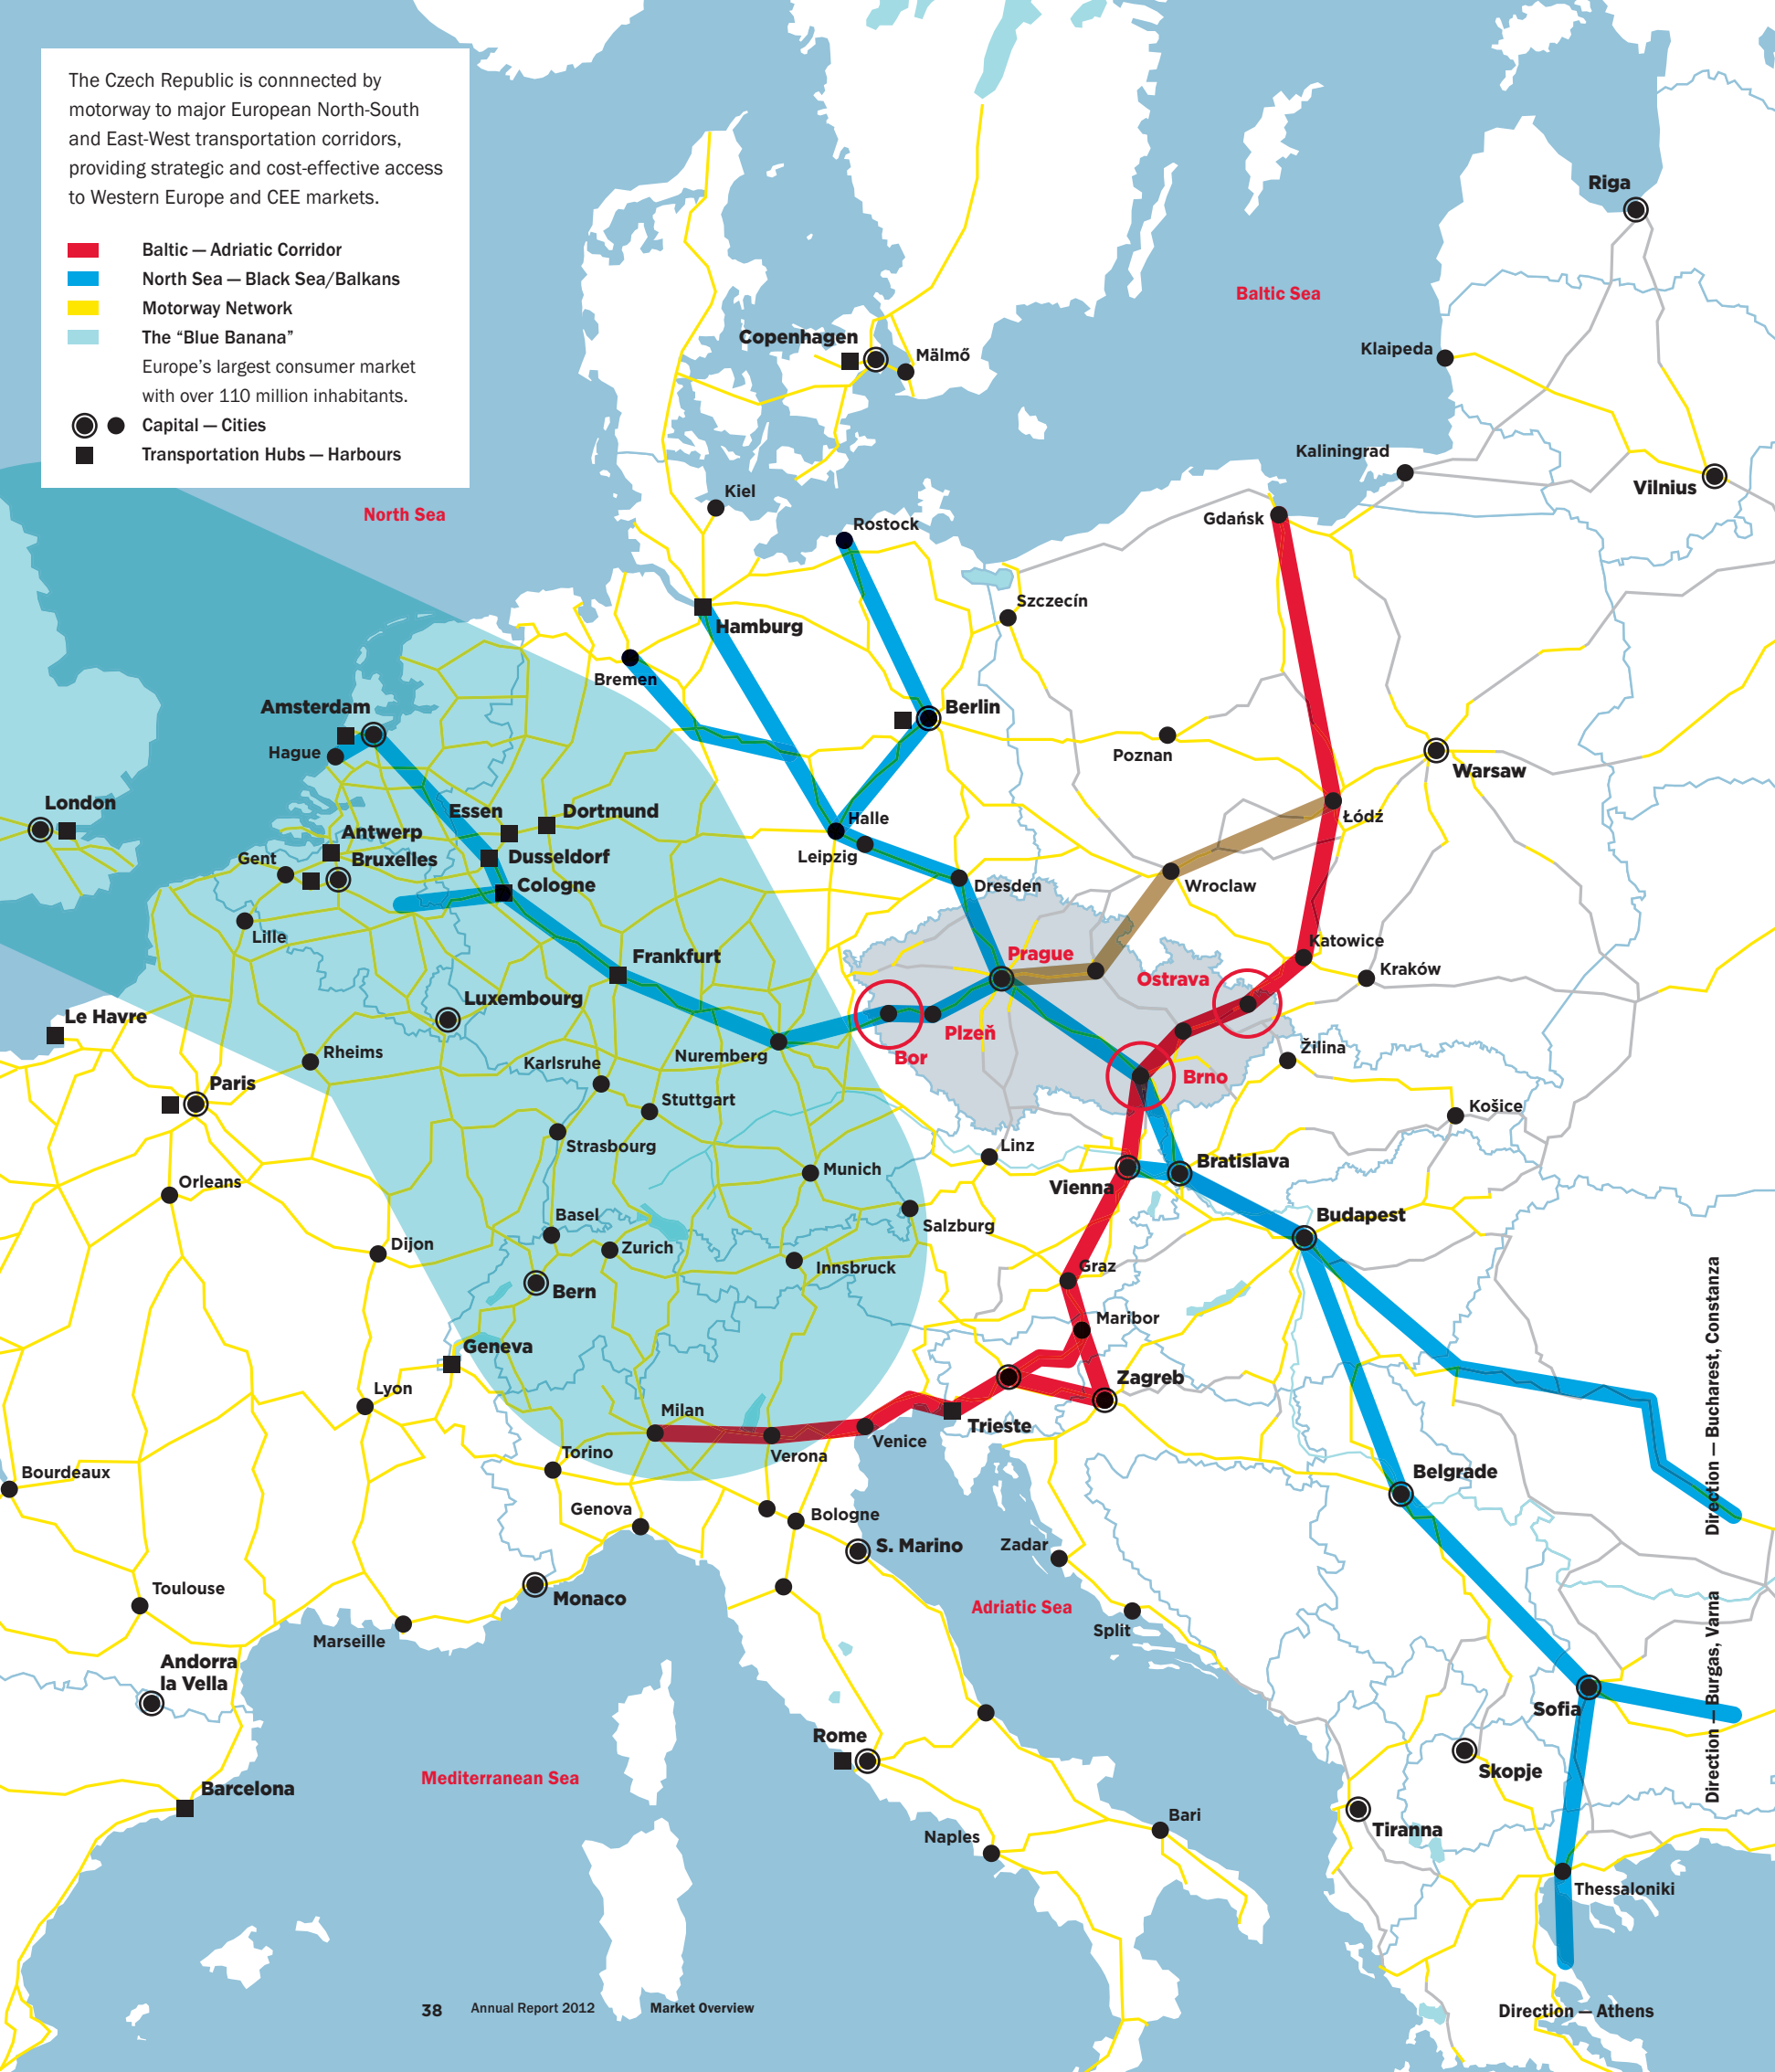 The Czech Republic is connnected by
motorway to major European North-South
and East-West transportation corridors,
providing strategic and cost-effective access
to Western Europe and CEE markets.
Baltic — Adriatic Corridor
North Sea — Black Sea/Balkans
Motorway Network
The “Blue Banana”
Europe’s largest consumer market
with over 110 million inhabitants.
Capital — Cities
Transportation Hubs — Harbours
Riga
Baltic Sea
Copenhagen
Mälmő
Klaipeda
Kaliningrad
Vilnius
Kiel
North Sea
Rostock
Gdańsk
Szczecín
Hamburg
Bremen
Amsterdam
Berlin
Hague
Poznan
Warsaw
London
Essen
Dortmund
Halle
Łódź
Antwerp
Gent
Bruxelles
Dusseldorf
Leipzig
Cologne
Dresden
Wroclaw
Lille
Katowice
Frankfurt
Prague
Kraków
Ostrava
Luxembourg
Le Havre
Plzeň
Žilina
Rheims
Nuremberg
Bor
Karlsruhe
Brno
Paris
Stuttgart
Košice
Strasbourg
Linz
Munich
Bratislava
Orleans
Vienna
Basel
Salzburg
Budapest
Dijon
Zurich
Innsbruck
Graz
Bern
Maribor
Geneva
Zagreb
Lyon
Milan
Trieste
Venice
Torino
Verona
Bourdeaux
Belgrade
Direction — Bucharest, Constanza
Genova
Bologne
S. Marino
Zadar
Toulouse
Monaco
Adriatic Sea
Split
Marseille
Andorra
la Vella
Sofia
Direction — Burgas, Varna
Rome
Skopje
Mediterranean Sea
Barcelona
Bari
Tiranna
Naples
Thessaloniki
Direction — Athens
38 Annual Report 2012 Market Overview